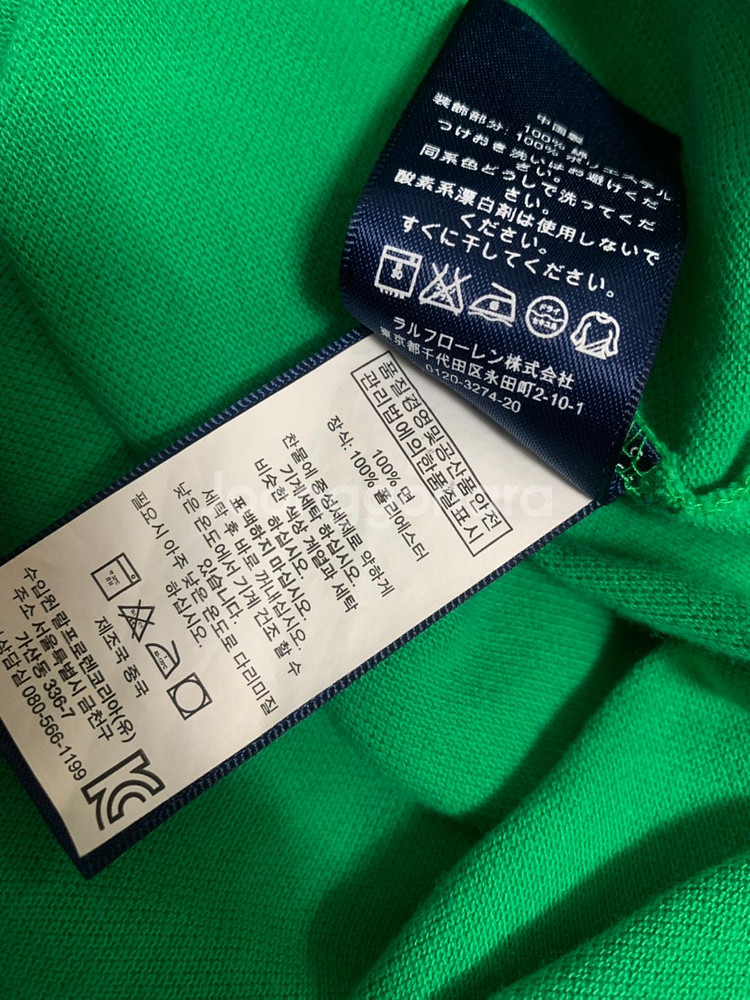 中国製
100% 綿
装飾部分: 100% ポリエステル
つけおき洗いはお避けくだ
さい。
同系色どうしで洗ってくだ
さい。
酸素系漂白剤は使用しないで
ください。
すぐに干してください。
ドライ
ラルフローレン株式会社
東京都千代田区永田町2-10-1
0120-3274-20
품질경영및공산품안전
관리법에의한품질표시
100% 면
장식: 100% 폴리에스터
찬물에 중성세제로 약하게
기계세탁 하십시오.
비슷한 색상 계열과 세탁
하십시오.
표백하지 마십시오.
세탁 후 바로 꺼내십시오.
낮은 온도에서 기계 건조 할 수
있습니다.
필요시 아주 낮은 온도로 다리미질
하십시오.
제조국 중국
수입원 랄프로렌코리아(유)
주소 서울특별시 금천구
가산동 336-7
상담실 080-566-1199